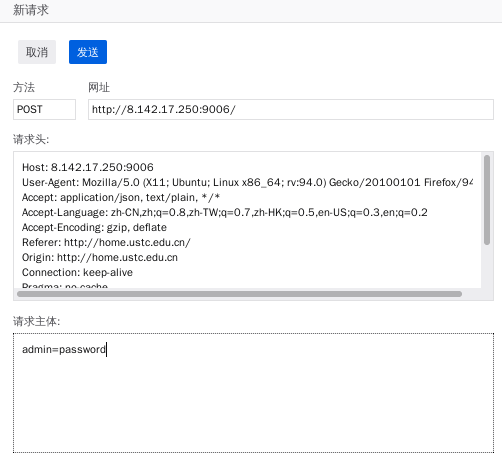 新请求
取消 发送
方法 网址
POST http://8.142.17.250:9006/
请求头:
Host: 8.142.17.250:9006
User-Agent: Mozilla/5.0 (X11; Ubuntu; Linux x86_64; rv:94.0) Gecko/20100101 Firefox/94
Accept: application/json, text/plain, */*
Accept-Language: zh-CN,zh;q=0.8,zh-TW;q=0.7,zh-HK;q=0.5,en-US;q=0.3,en;q=0.2
Accept-Encoding: gzip, deflate
Referer: http://home.ustc.edu.cn/
Origin: http://home.ustc.edu.cn
Connection: keep-alive
Pragma: no-cache
请求主体:
admin=password